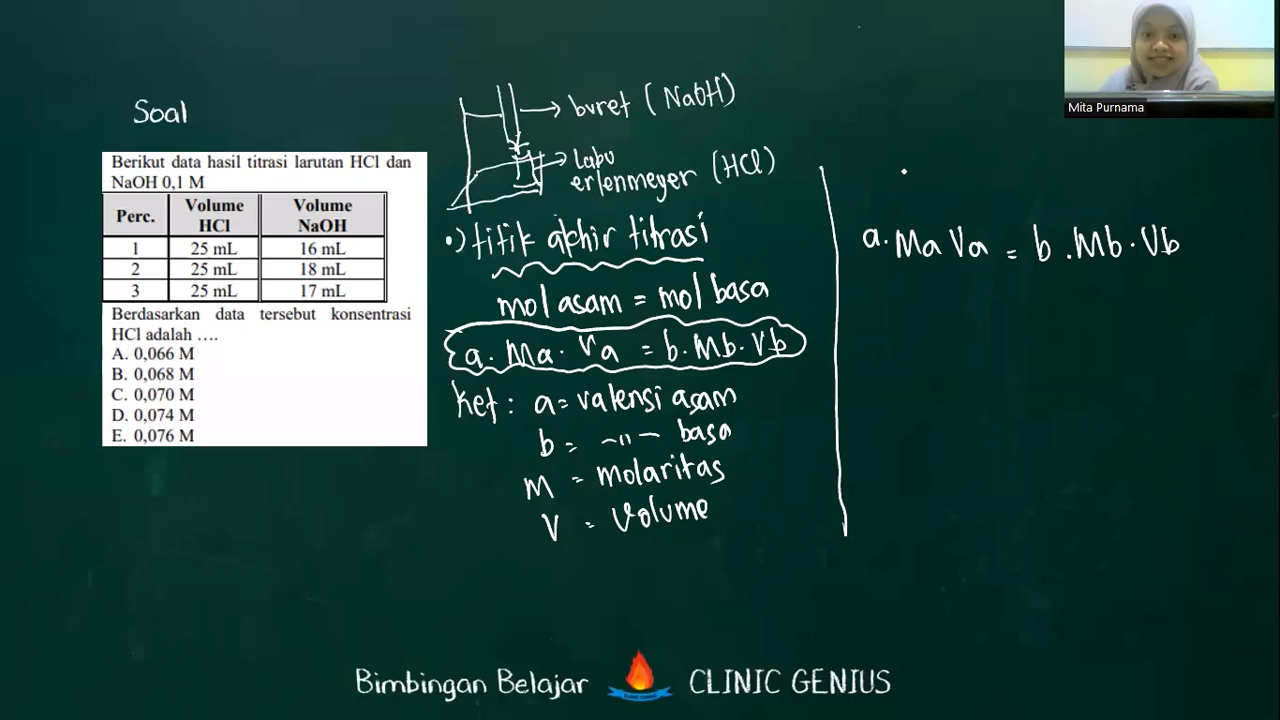 Soal
Berikut data hasil titrasi larutan HCl dan
NaOH 0,1 M
Perc. Volume HCl Volume NaOH
1 25 mL 16 mL
2 25 mL 18 mL
3 25 mL 17 mL
Berdasarkan data tersebut konsentrasi
HCl adalah ….
A. 0,066 M
B. 0,068 M
C. 0,070 M
D. 0,074 M
E. 0,076 M
buret (NaOH)
labu
erlenmeyer (HCl)
•) titik akhir titrasi
mol asam = mol basa
a. Ma. Va = b. Mb. Vb
Ket : a = valensi asam
b = -〃- basa
M = molaritas
V = Volume
a. Ma Va = b .Mb. Vb
Mita Purnama
Bimbingan Belajar CLINIC GENIUS